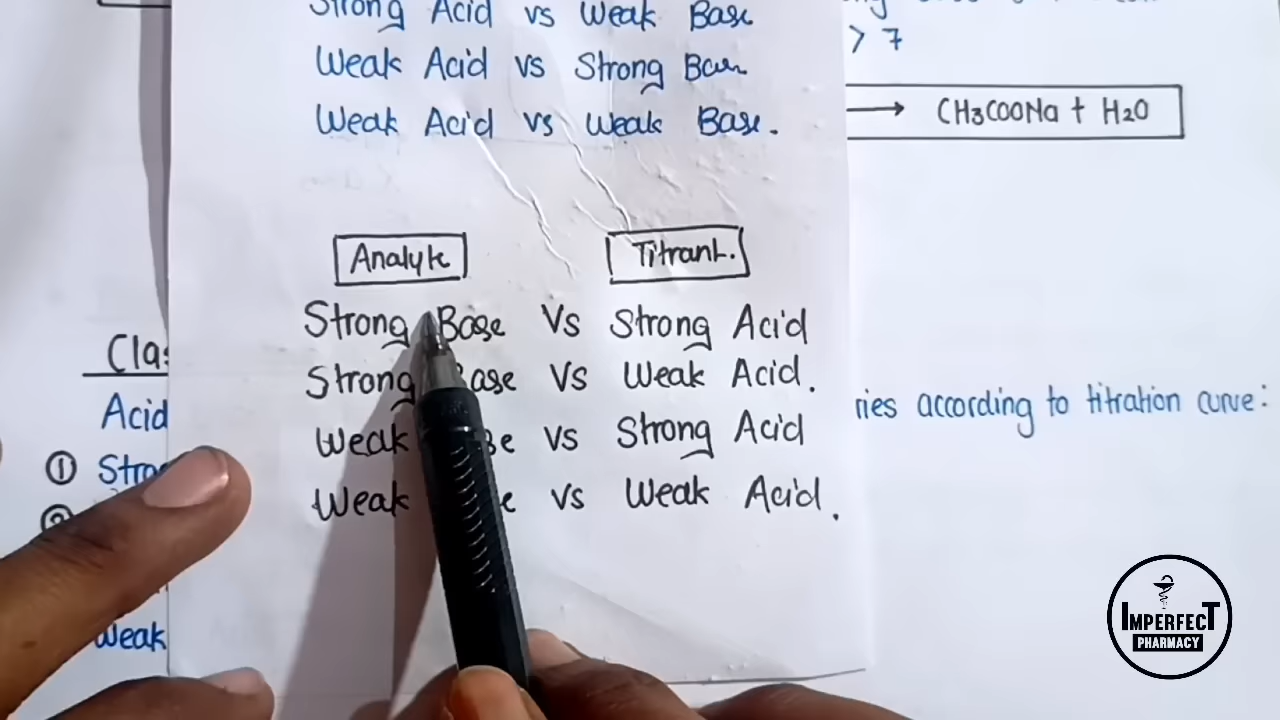 Strong Acid vs Weak Base
Weak Acid vs Strong Base
Weak Acid vs Weak Base.
> 7
→ CH3COONa + H2O
Analyte Titrant.
Strong Base Vs Strong Acid
Strong Base Vs Weak Acid.
Weak Vs Strong Acid
Weak Vs Weak Acid.
Acid
ries according to titration curve:
①
Weak
IMPERFECT
PHARMACY